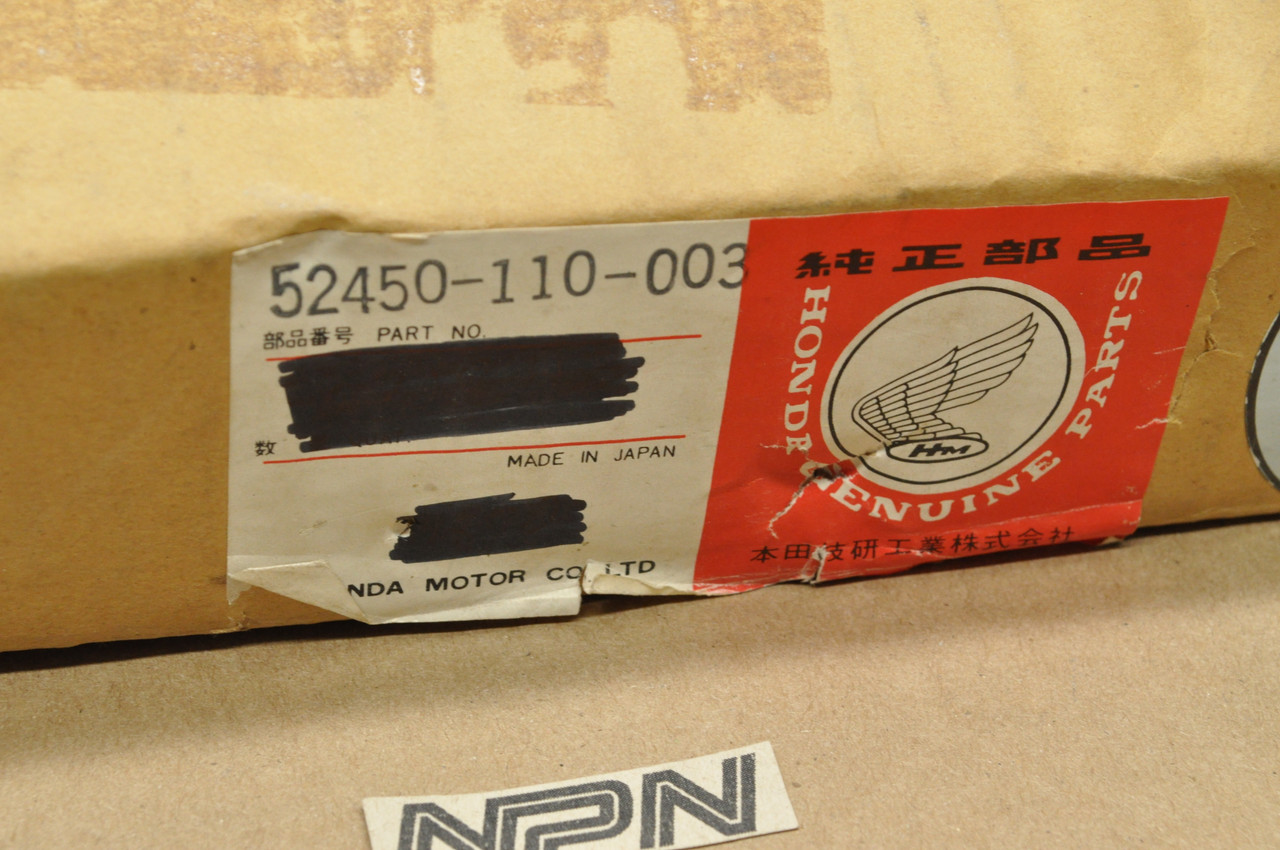 52450-110-003
部品番号 PART NO.
数
MADE IN JAPAN
NDA MOTOR CO LTD
純正部品
HONDE GENUINE PARTS
HM
本田技研工業株式会社
NPN